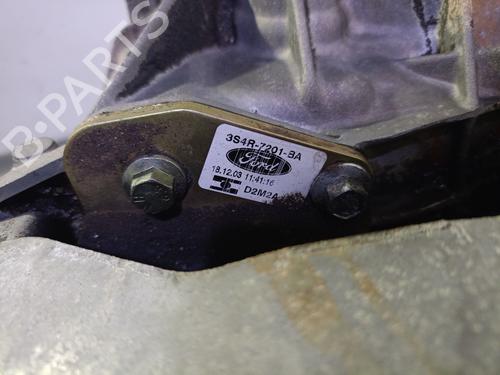 3S4R-7201-BA
Ford
18.12.03 11:41:16
D2M2A
B-PARTS